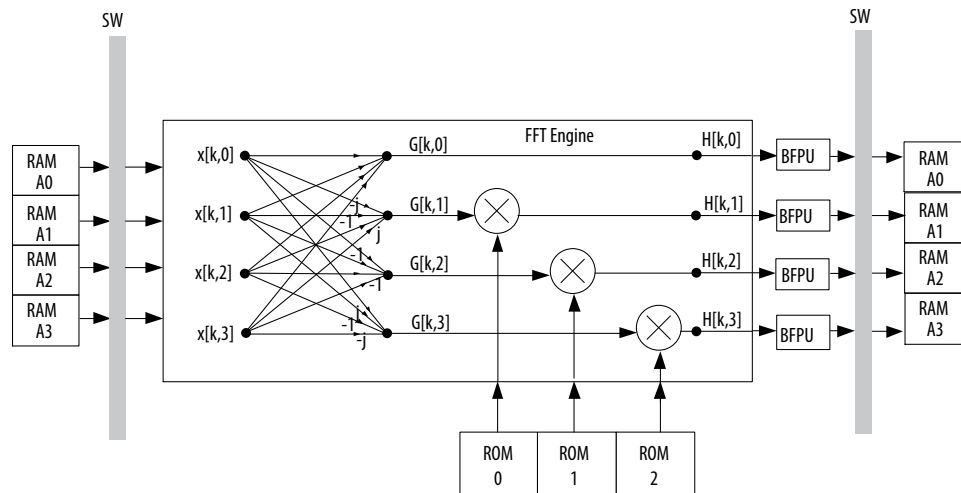 SW
SW
FFT Engine
RAM
A0
RAM
A1
RAM
A2
RAM
A3
x[k,0]
x[k,1]
x[k,2]
x[k,3]
G[k,0]
-j
-1
j
G[k,1]
-1
-1
G[k,2]
j
-1
-j
G[k,3]
H[k,0]
H[k,1]
H[k,2]
H[k,3]
BFPU
BFPU
BFPU
BFPU
RAM
A0
RAM
A1
RAM
A2
RAM
A3
ROM
0
ROM
1
ROM
2